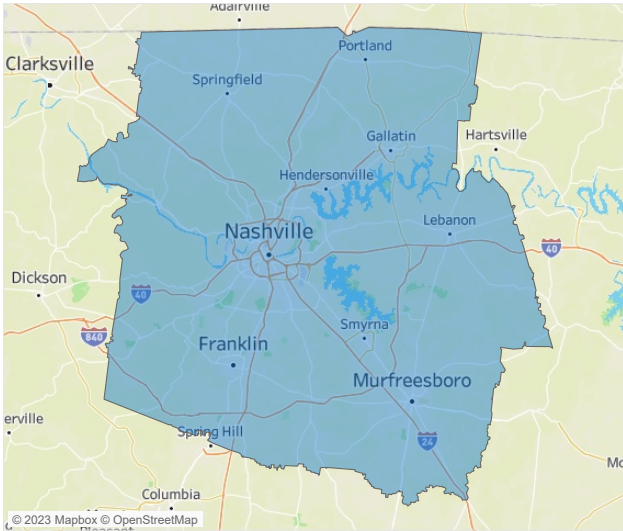 Adairville
Clarksville
Portland
Springfield
Gallatin
Hartsville
Hendersonville
Nashville
Lebanon
40
Dickson
40
840
Smyrna
Franklin
Murfreesboro
erville
Spring Hill
24
Mc
Columbia
© 2023 Mapbox © OpenStreetMap